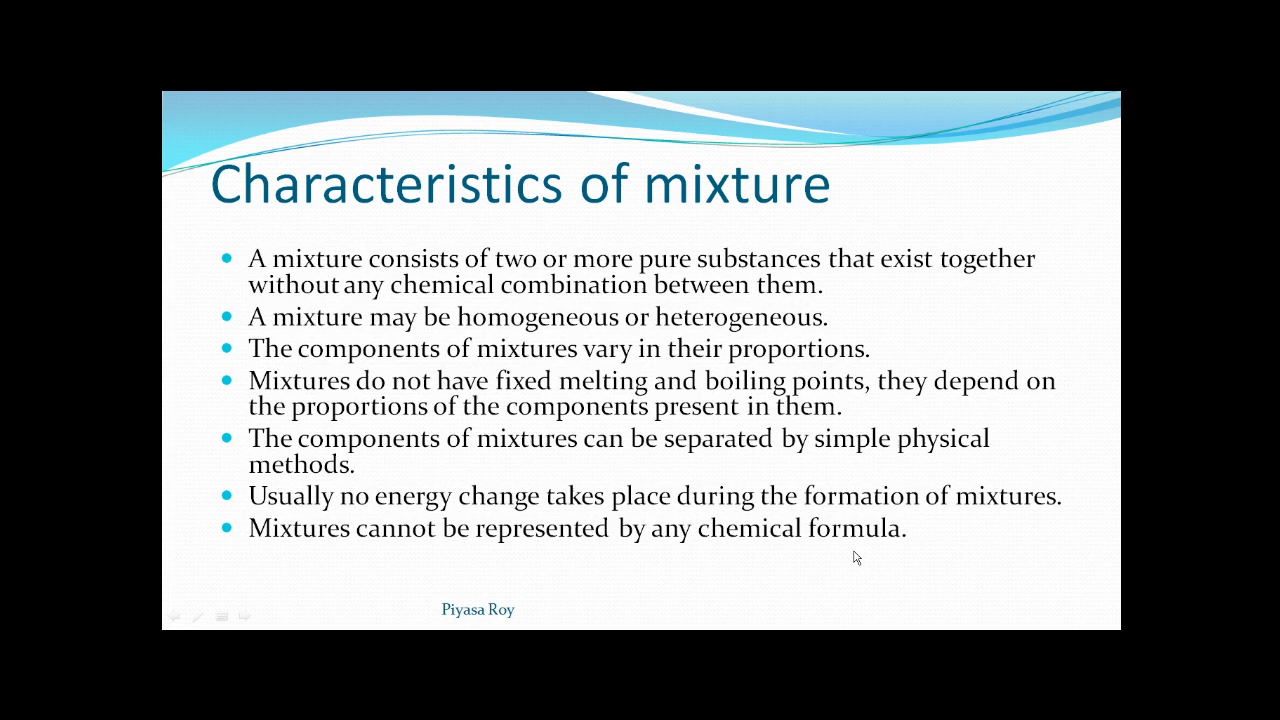 Characteristics of mixture
• A mixture consists of two or more pure substances that exist together
without any chemical combination between them.
• A mixture may be homogeneous or heterogeneous.
• The components of mixtures vary in their proportions.
• Mixtures do not have fixed melting and boiling points, they depend on
the proportions of the components present in them.
• The components of mixtures can be separated by simple physical
methods.
• Usually no energy change takes place during the formation of mixtures.
• Mixtures cannot be represented by any chemical formula.
Piyasa Roy